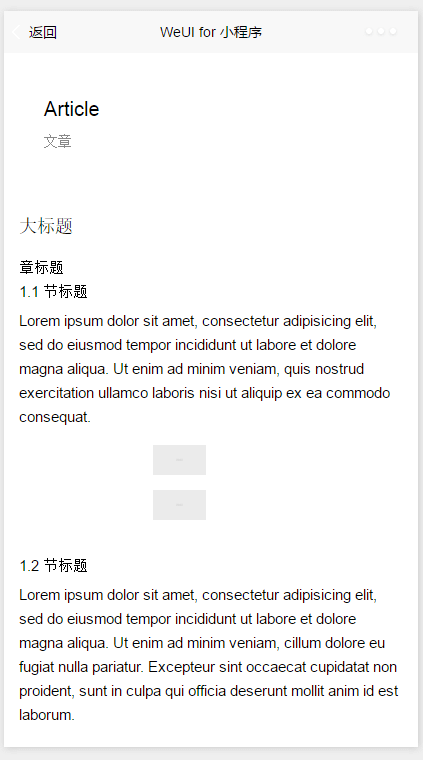 返回 WeUI for 小程序
Article
文章
大标题
章标题
1.1 节标题
Lorem ipsum dolor sit amet, consectetur adipisicing elit,
sed do eiusmod tempor incididunt ut labore et dolore
magna aliqua. Ut enim ad minim veniam, quis nostrud
exercitation ullamco laboris nisi ut aliquip ex ea commodo
consequat.
1.2 节标题
Lorem ipsum dolor sit amet, consectetur adipisicing elit,
sed do eiusmod tempor incididunt ut labore et dolore
magna aliqua. Ut enim ad minim veniam, cillum dolore eu
fugiat nulla pariatur. Excepteur sint occaecat cupidatat non
proident, sunt in culpa qui officia deserunt mollit anim id est
laborum.